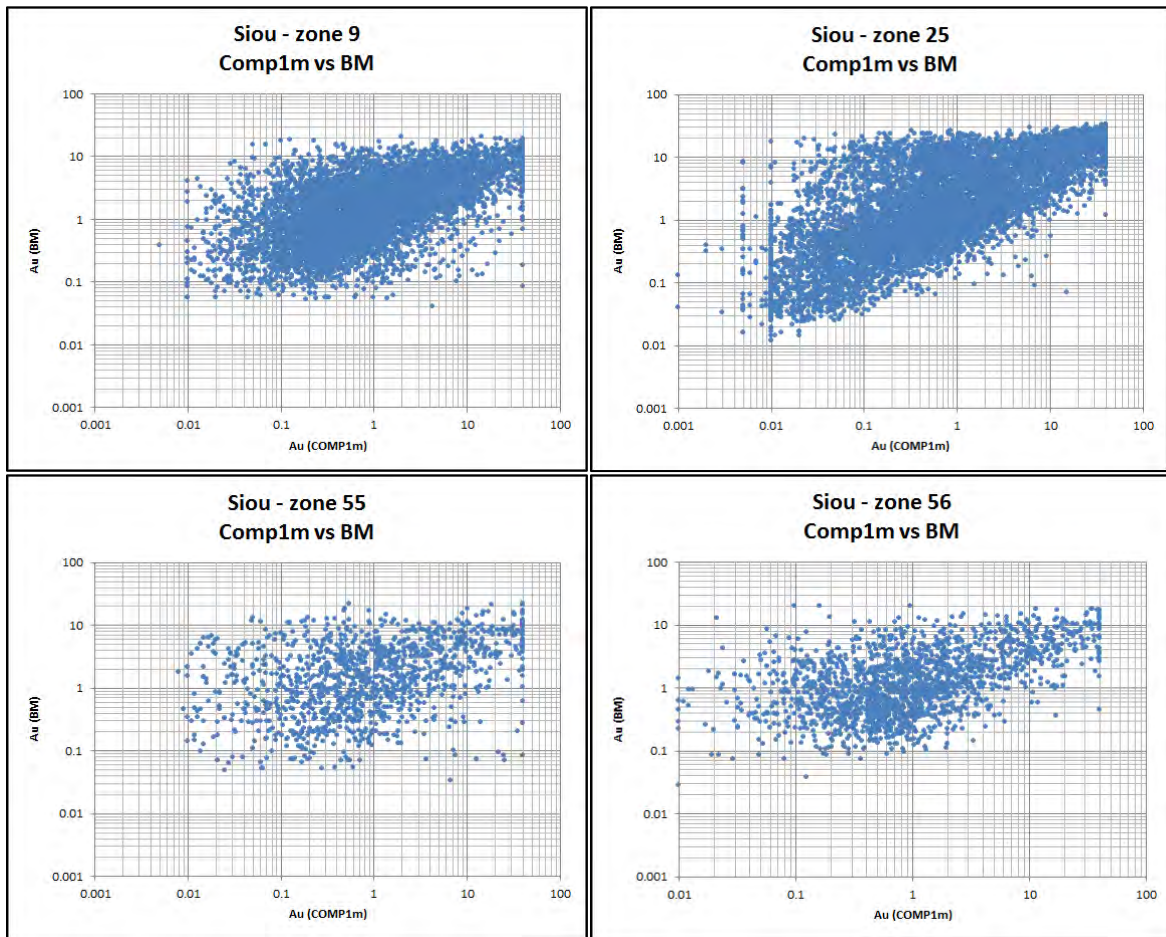 Siou - zone 9
Comp1m vs BM
100
10
1
0.1
0.01
0.001
Au (BM)
0.001 0.01 0.1 1 10 100
Au (COMP1m)
Siou - zone 25
Comp1m vs BM
100
10
1
0.1
0.01
0.001
Au (BM)
0.001 0.01 0.1 1 10 100
Au (COMP1m)
Siou - zone 55
Comp1m vs BM
100
10
1
0.1
0.01
0.001
Au (BM)
0.001 0.01 0.1 1 10 100
Au (COMP1m)
Siou - zone 56
Comp1m vs BM
100
10
1
0.1
0.01
0.001
Au (BM)
0.01 0.1 1 10 100
Au (COMP1m)